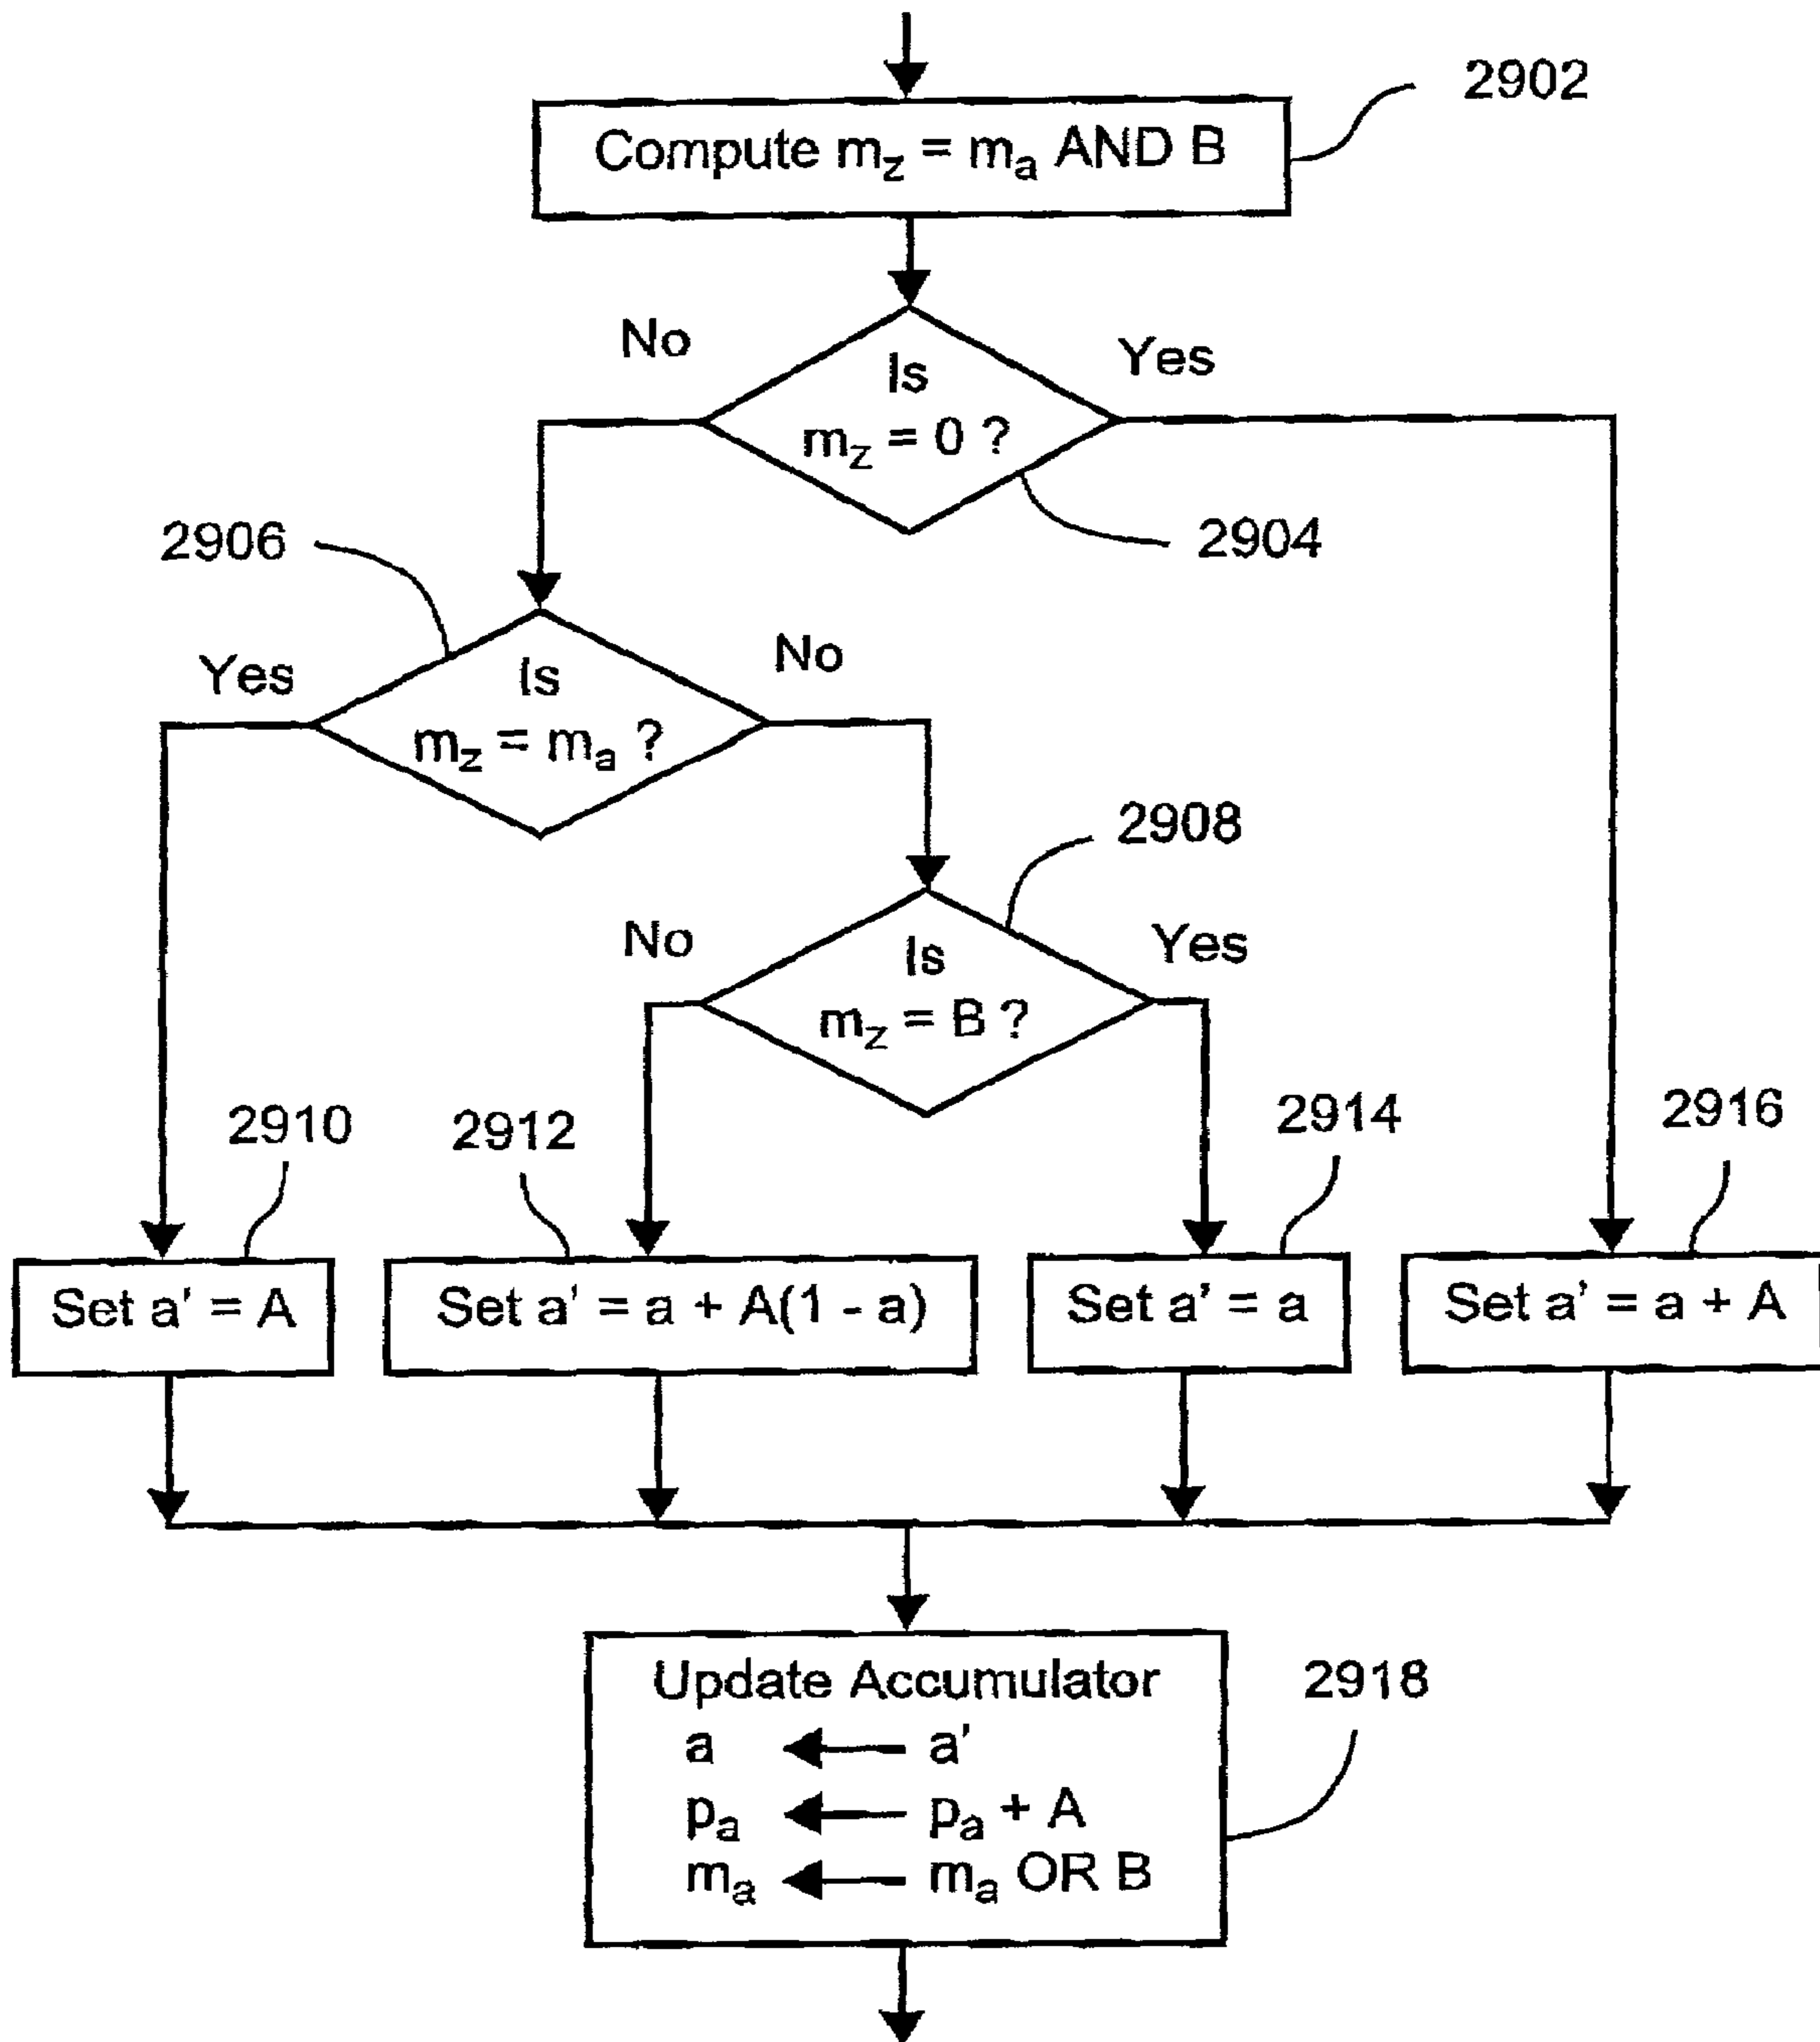 2902
Compute m_z = m_a AND B
No
Yes
Is
m_z = 0 ?
2904
2906
Yes
No
Is
m_z = m_a ?
2908
No
Yes
Is
m_z = B ?
2910
2912
2914
2916
Set a' = A
Set a' = a + A(1 - a)
Set a' = a
Set a' = a + A
Update Accumulator
2918
a ← a'
p_a ← p_a + A
m_a ← m_a OR B